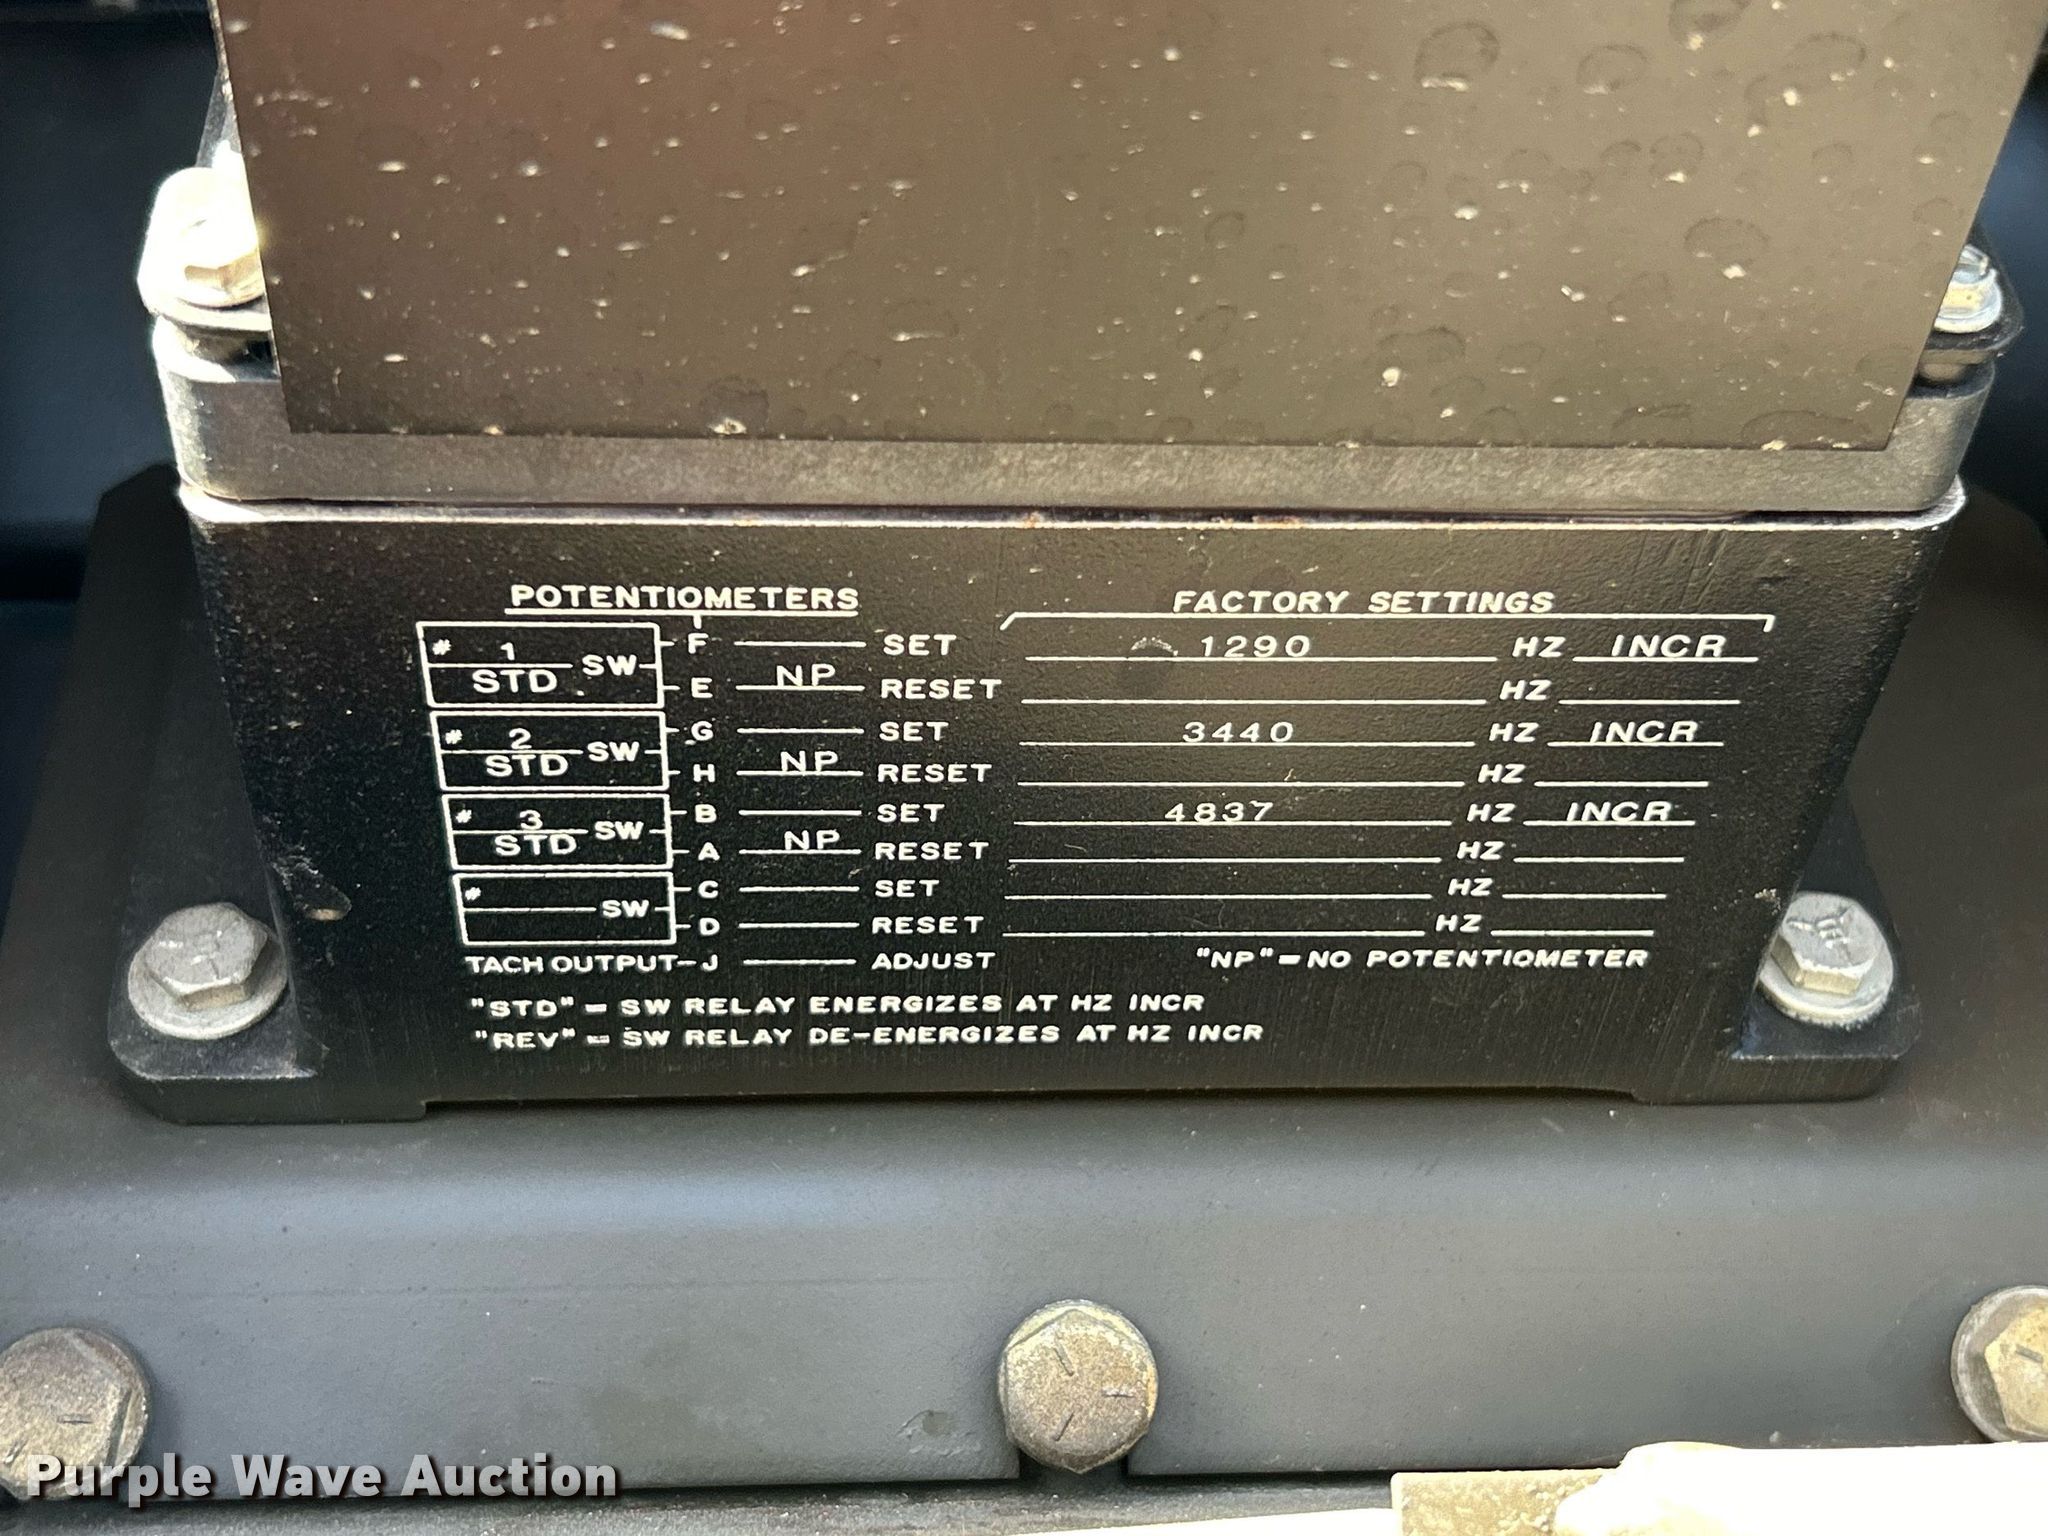 POTENTIOMETERS FACTORY SETTINGS
# 1 SW F SET 1290 HZ INCR
STD E NP RESET HZ
# 2 SW G SET 3440 HZ INCR
STD H NP RESET HZ
# 3 SW B SET 4837 HZ INCR
STD A NP RESET HZ
# SW C SET HZ
D RESET HZ
TACH OUTPUT J ADJUST "NP" = NO POTENTIOMETER
"STD" = SW RELAY ENERGIZES AT HZ INCR
"REV" = SW RELAY DE-ENERGIZES AT HZ INCR
Purple Wave Auction